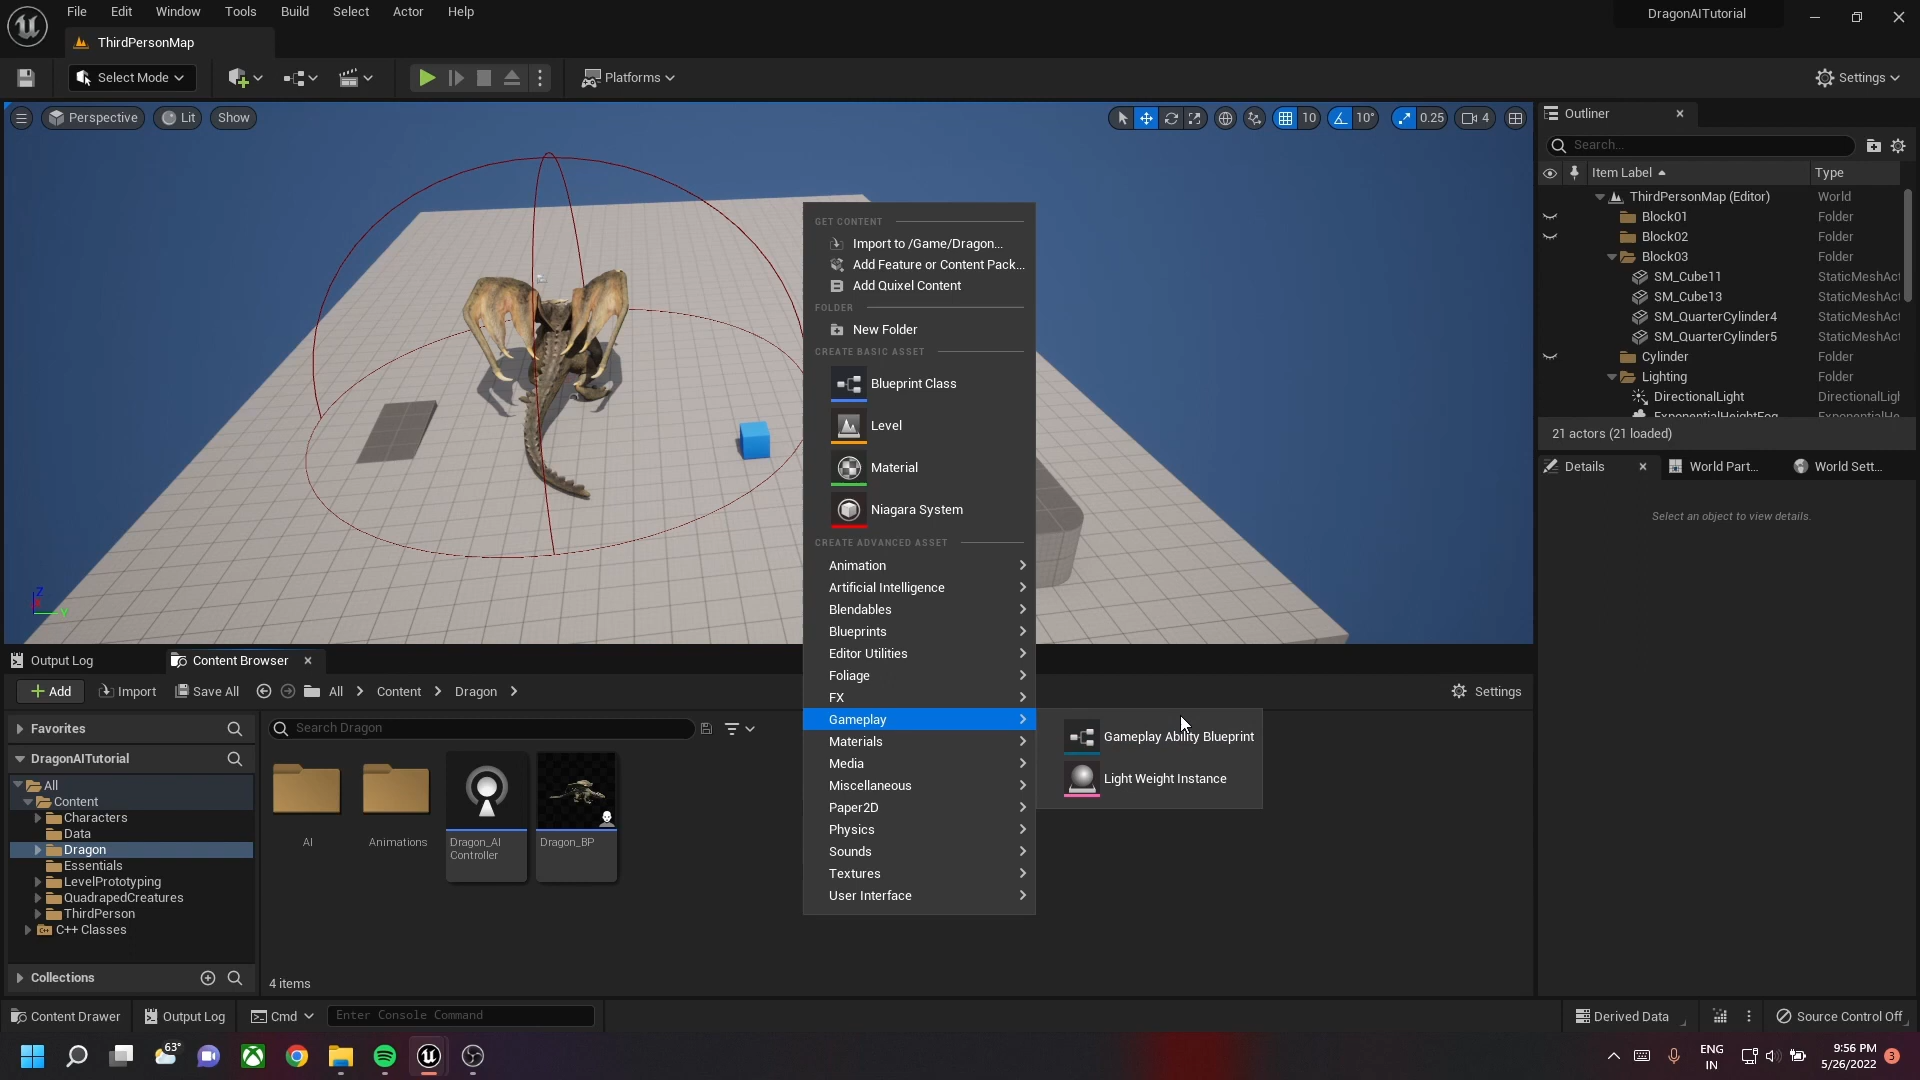 File Edit Window Tools Build Select Actor Help
DragonAITutorial
ThirdPersonMap
Select Mode
Platforms
Settings
Perspective Lit Show
10 10° 0.25 4
Outliner
Search...
Item Label Type
ThirdPersonMap (Editor) World
Block01 Folder
Block02 Folder
Block03 Folder
SM_Cube11 StaticMeshAct
SM_Cube13 StaticMeshAct
SM_QuarterCylinder4 StaticMeshAct
SM_QuarterCylinder5 StaticMeshAct
Cylinder Folder
Lighting Folder
DirectionalLight DirectionalLigh
ExponentialHeightFog ExponentialHe
21 actors (21 loaded)
Details World Part... World Sett...
Select an object to view details.
GET CONTENT
Import to /Game/Dragon...
Add Feature or Content Pack...
Add Quixel Content
FOLDER
New Folder
CREATE BASIC ASSET
Blueprint Class
Level
Material
Niagara System
CREATE ADVANCED ASSET
Animation
Artificial Intelligence
Blendables
Blueprints
Editor Utilities
Foliage
FX
Gameplay
Materials
Media
Miscellaneous
Paper2D
Physics
Sounds
Textures
User Interface
Gameplay Ability Blueprint
Light Weight Instance
Z
Y
Output Log Content Browser
Add Import Save All All Content Dragon
Settings
Favorites
Search Dragon
DragonAITutorial
All
Content
Characters
Data
Dragon
Essentials
LevelPrototyping
QuadrapedCreatures
ThirdPerson
C++ Classes
Collections
AI
Animations
Dragon_AI
Controller
Dragon_BP
4 items
Content Drawer Output Log Cmd Enter Console Command
Derived Data Source Control Off
63°
ENG
IN
9:56 PM
5/26/2022
3